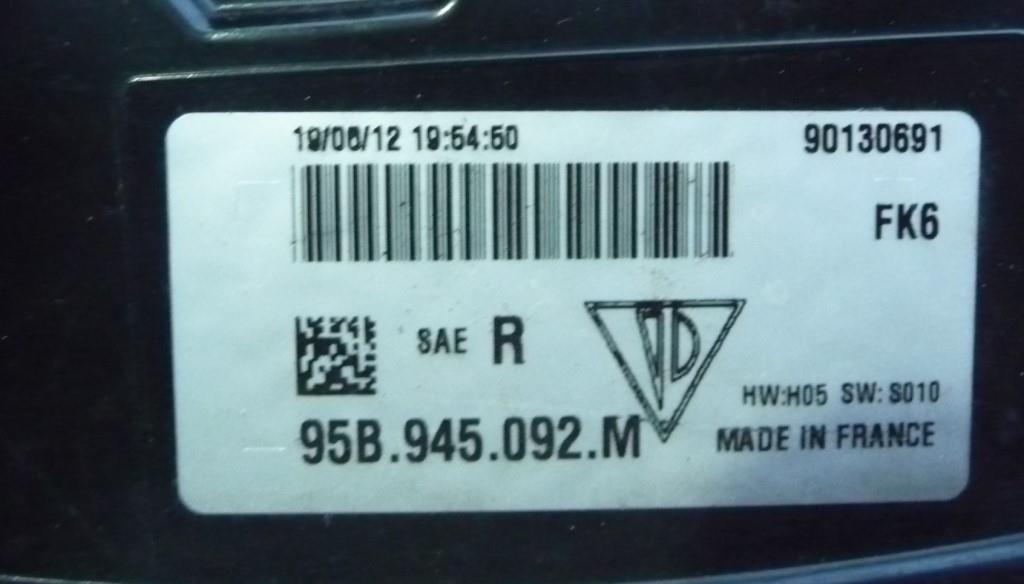 19/06/12 19:54:50
90130691
FK6
SAE R
HW:H05 SW: S010
95B.945.092.M
MADE IN FRANCE